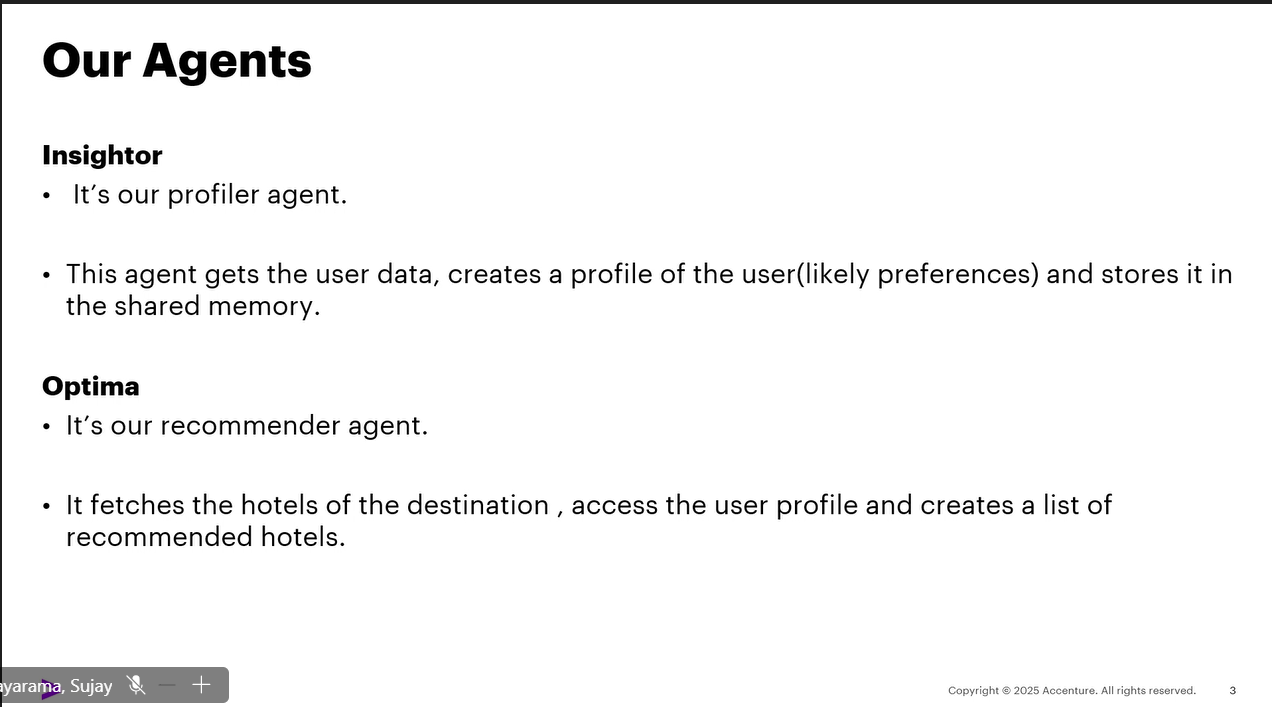 Our Agents
Insightor
• It’s our profiler agent.
• This agent gets the user data, creates a profile of the user(likely preferences) and stores it in
the shared memory.
Optima
• It’s our recommender agent.
• It fetches the hotels of the destination , access the user profile and creates a list of
recommended hotels.
Sujay
Copyright © 2025 Accenture. All rights reserved. 3